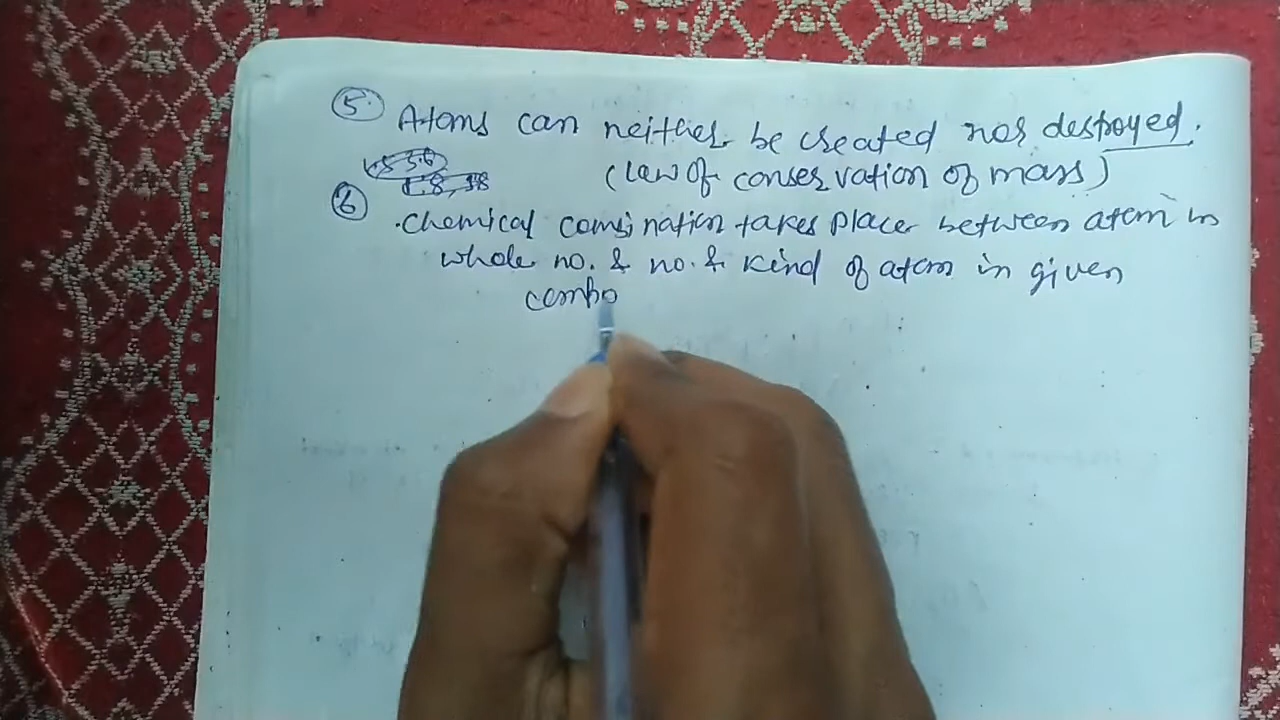 5. Atoms can neither be created nor destroyed.
(Law of conservation of mass)
6 .Chemical combination takes place between atom in
whole no. & no. & kind of atom in given
compo